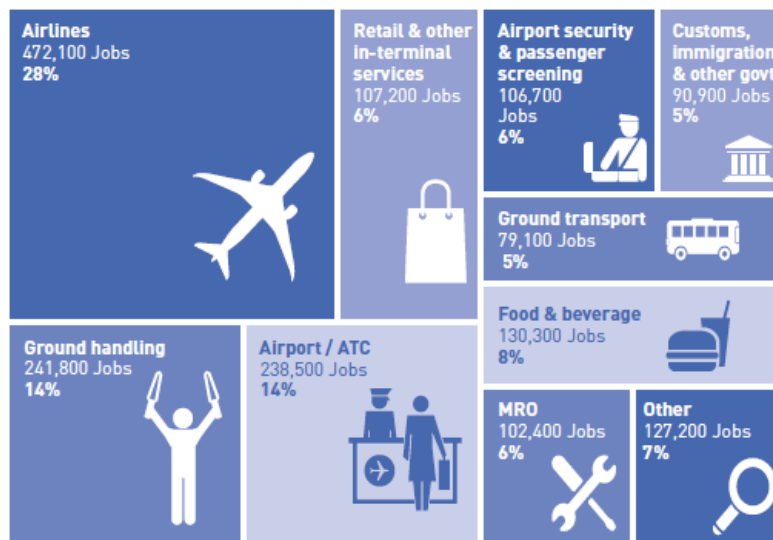 Airlines
472,100 Jobs
28%
Retail & other
in-terminal
services
107,200 Jobs
6%
Airport security
& passenger
screening
106,700
Jobs
6%
Customs,
immigration
& other govt
90,900 Jobs
5%
Ground transport
79,100 Jobs
5%
Food & beverage
130,300 Jobs
8%
Ground handling
241,800 Jobs
14%
Airport / ATC
238,500 Jobs
14%
MRO
102,400 Jobs
6%
Other
127,200 Jobs
7%